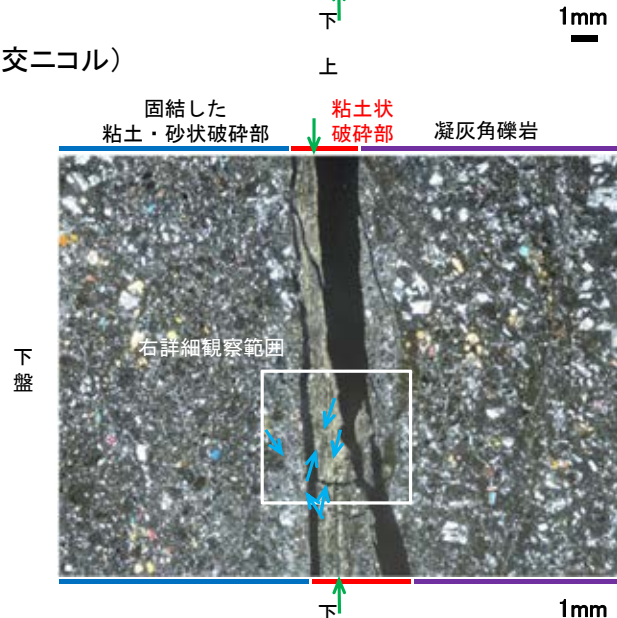 下
1mm
交ニコル）
上
固結した
粘土・砂状破砕部
粘土状
破砕部
凝灰角礫岩
右詳細観察範囲
下
盤
下
1mm